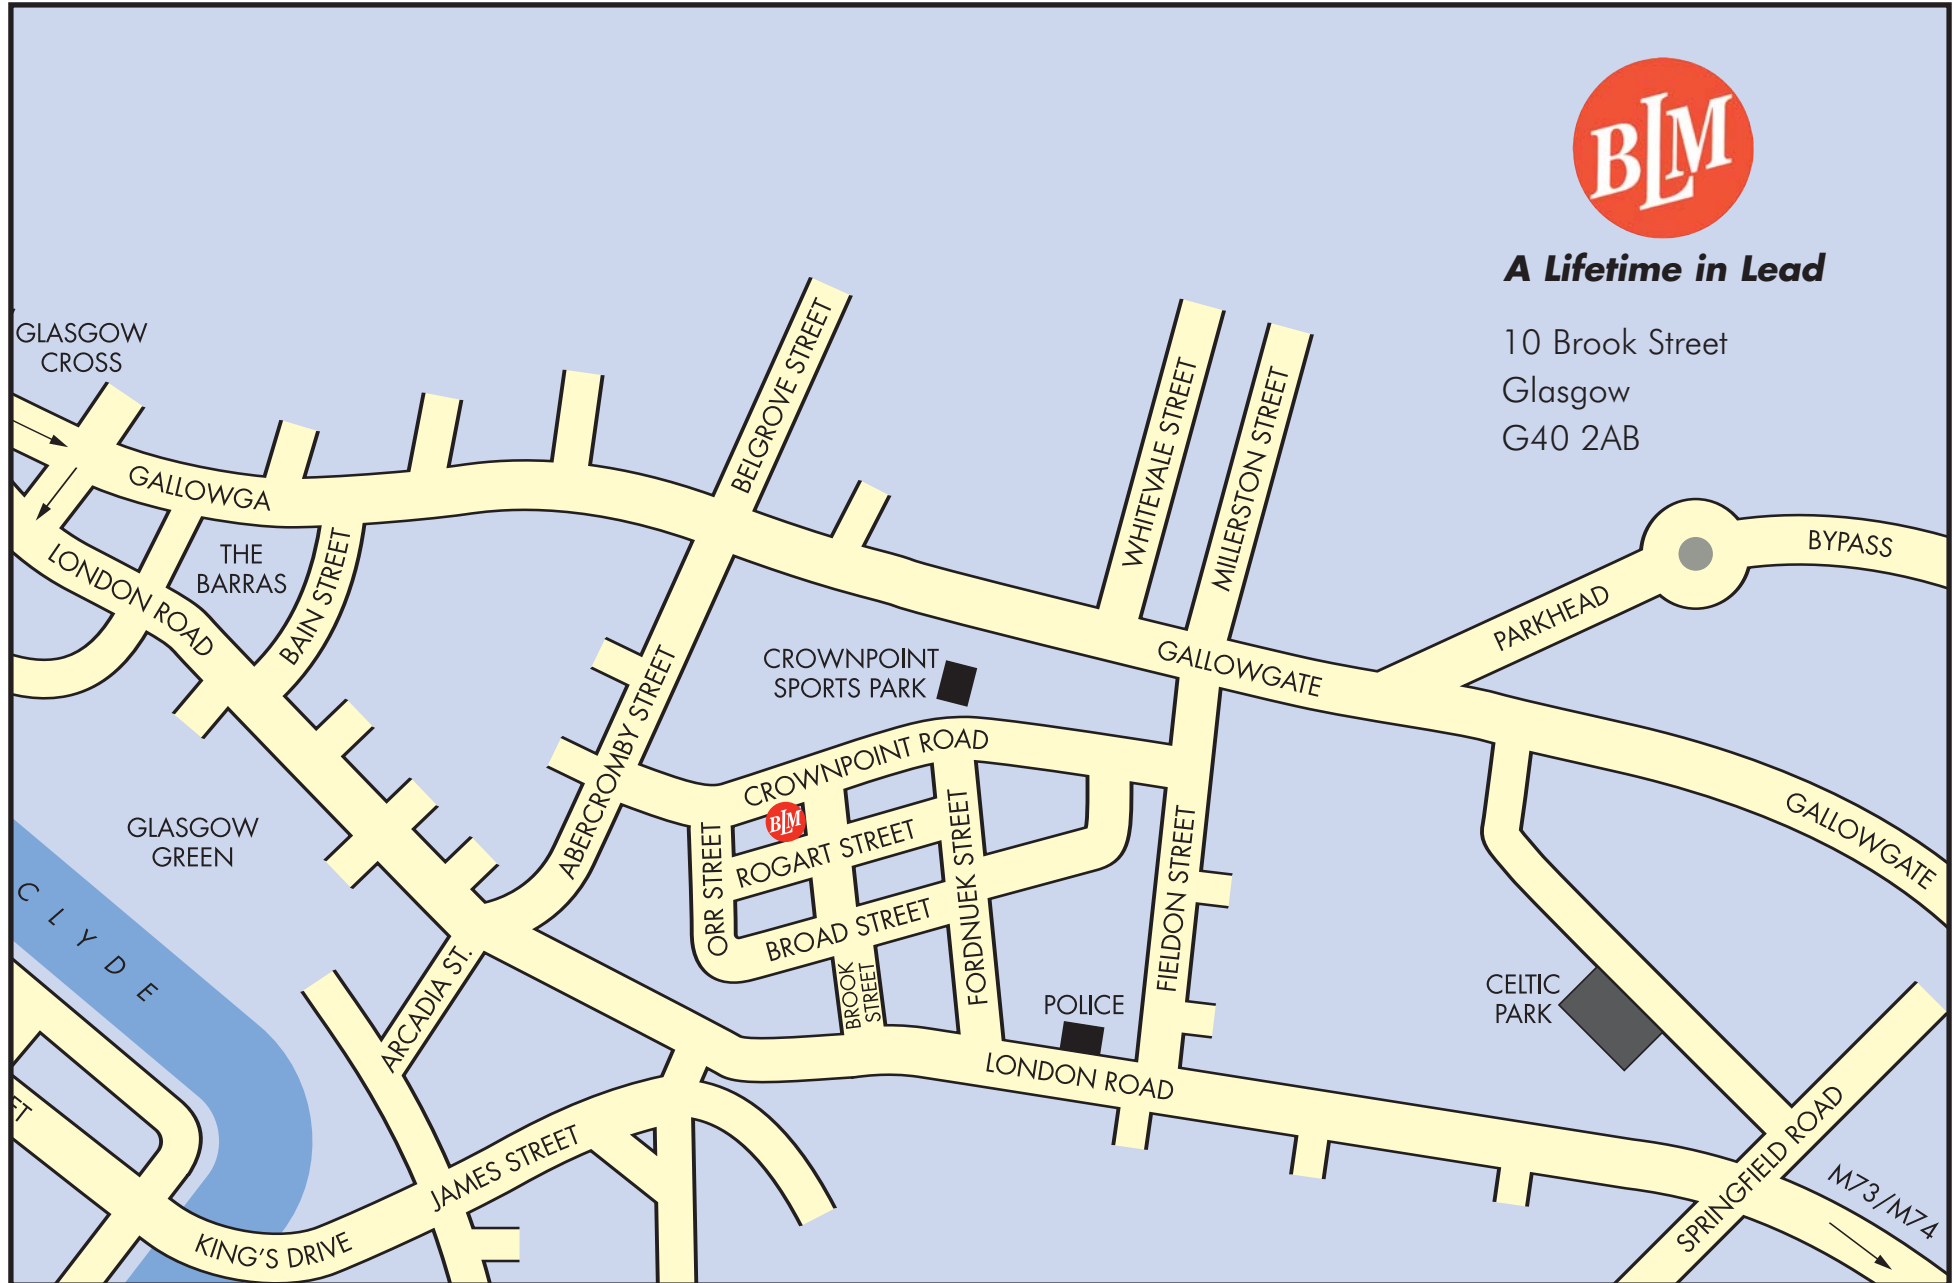 BLM
A Lifetime in Lead
10 Brook Street
Glasgow
G40 2AB
GLASGOW
CROSS
GALLOWGA
LONDON ROAD
THE
BARRAS
BAIN STREET
BELGROVE STREET
WHITEVALE STREET
MILLERSTON STREET
BYPASS
PARKHEAD
GALLOWGATE
CROWNPOINT
SPORTS PARK
ABERCROMBY STREET
CROWNPOINT ROAD
BLM
ROGART STREET
ORR STREET
BROAD STREET
BROOK
STREET
FORDNUEK STREET
FIELDON STREET
GALLOWGATE
GLASGOW
GREEN
CLYDE
ARCADIA ST.
POLICE
LONDON ROAD
CELTIC
PARK
SPRINGFIELD ROAD
M73/M74
JAMES STREET
KING'S DRIVE
ET